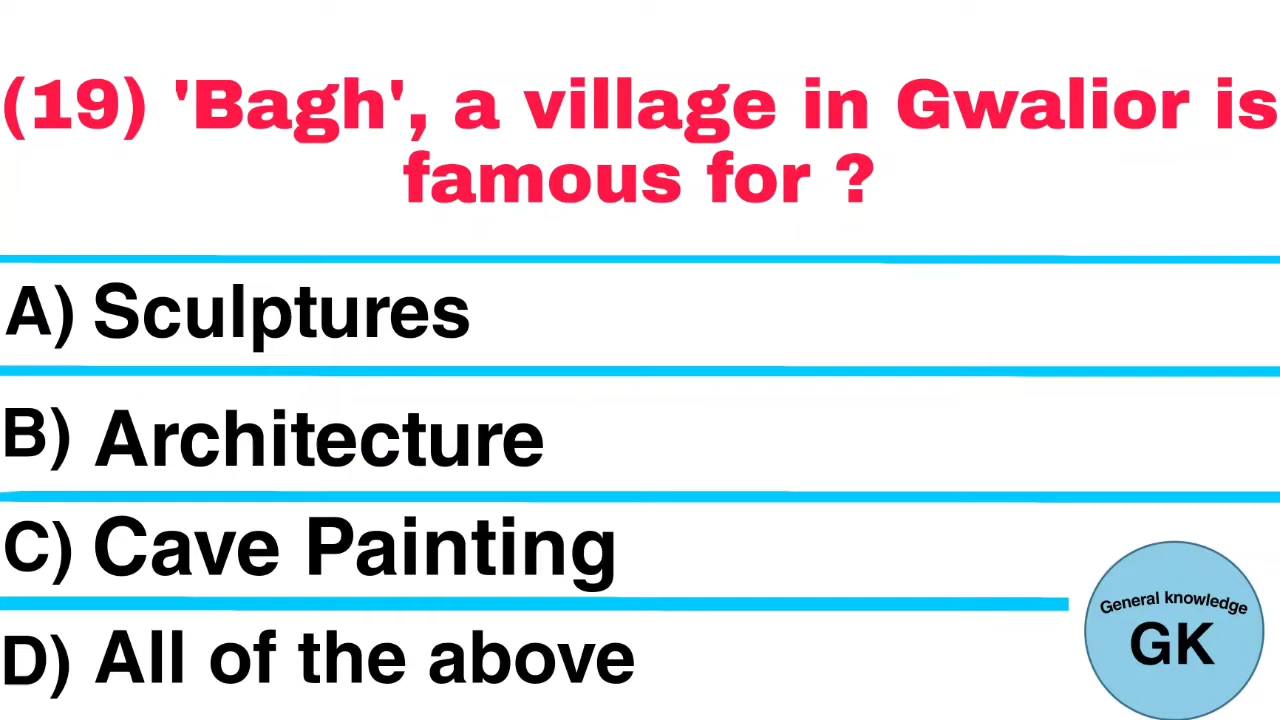 (19) 'Bagh', a village in Gwalior is
famous for ?
A) Sculptures
B) Architecture
C) Cave Painting
D) All of the above
General knowledge
GK